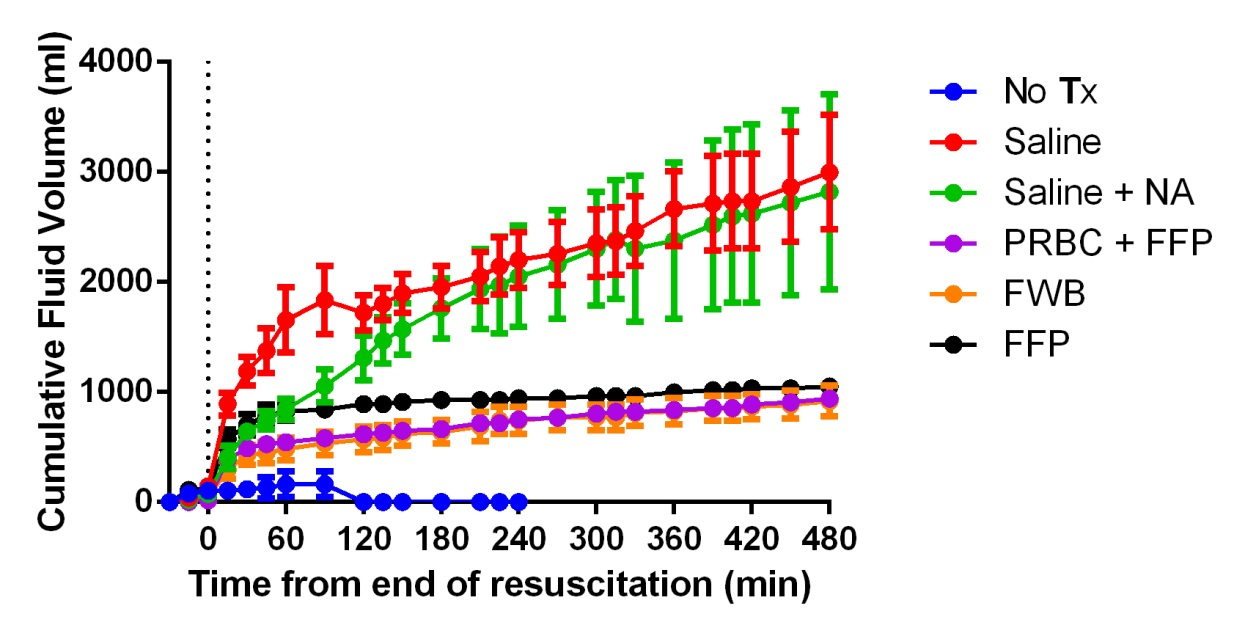 Cumulative Fluid Volume (ml)
4000
3000
2000
1000
0
0 60 120 180 240 300 360 420 480
Time from end of resuscitation (min)
No Tx
Saline
Saline + NA
PRBC + FFP
FWB
FFP